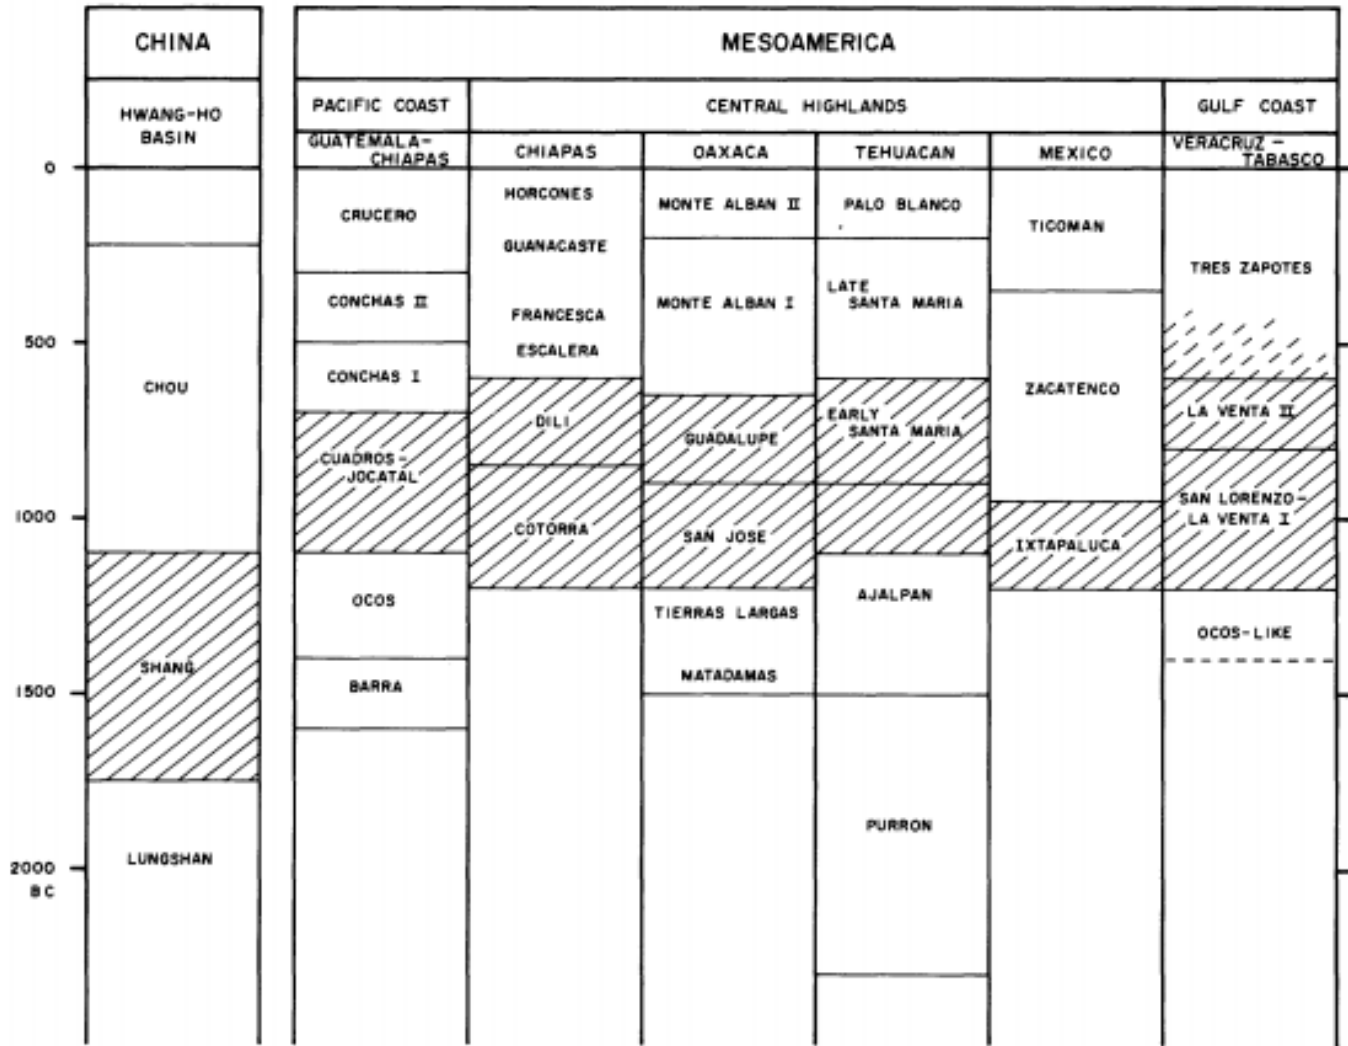 CHINA
MESOAMERICA
HWANG-HO
BASIN
PACIFIC COAST
CENTRAL HIGHLANDS
GULF COAST
GUATEMALA-
CHIAPAS
CHIAPAS
OAXACA
TEHUACAN
MEXICO
VERACRUZ-
TABASCO
0
500
1000
1500
2000
BC
CHOU
SHANG
LUNGSHAN
CRUCERO
CONCHAS II
CONCHAS I
CUADROS-
JOCATAL
OCOS
BARRA
HORCONES
GUANACASTE
FRANCESCA
ESCALERA
DILI
COTORRA
MONTE ALBAN II
MONTE ALBAN I
GUADALUPE
SAN JOSE
TIERRAS LARGAS
MATADAMAS
PALO BLANCO
LATE
SANTA MARIA
EARLY
SANTA MARIA
AJALPAN
PURRON
TICOMAN
ZACATENCO
IXTAPALUCA
TRES ZAPOTES
LA VENTA II
SAN LORENZO-
LA VENTA I
OCOS-LIKE